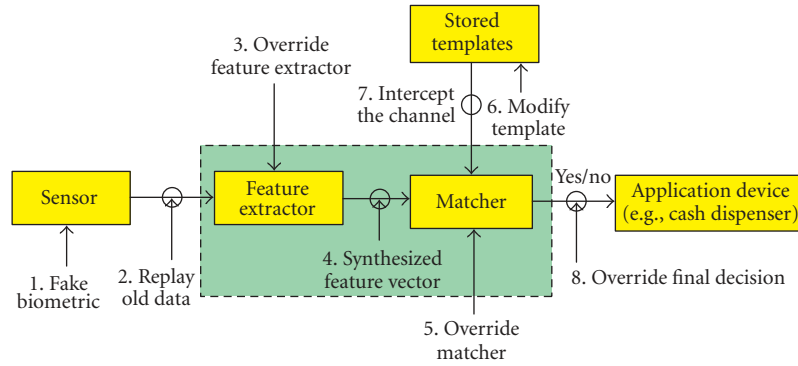 Stored
templates
3. Override
feature extractor
7. Intercept
the channel
6. Modify
template
Sensor
Feature
extractor
Matcher
Yes/no
Application device
(e.g., cash dispenser)
1. Fake
biometric
2. Replay
old data
4. Synthesized
feature vector
8. Override final decision
5. Override
matcher